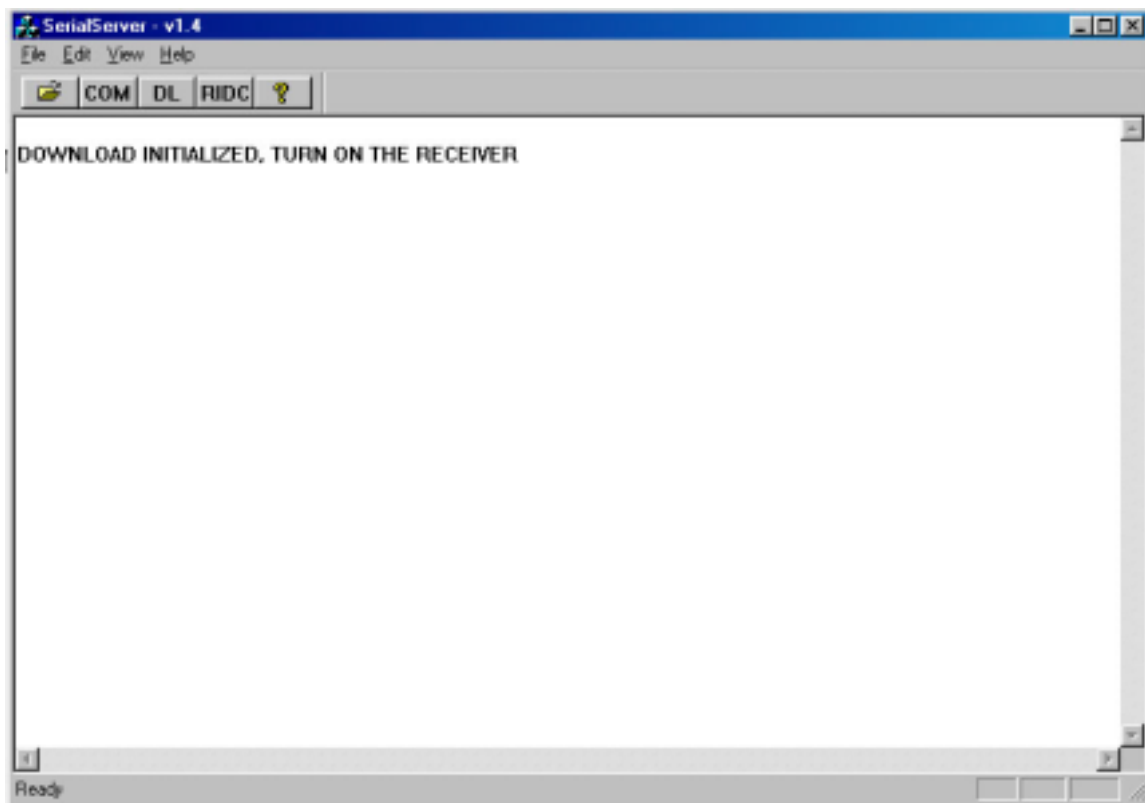 SerialServer - v1.4
File Edit View Help
COM DL RIDC ?
DOWNLOAD INITIALIZED, TURN ON THE RECEIVER
Ready